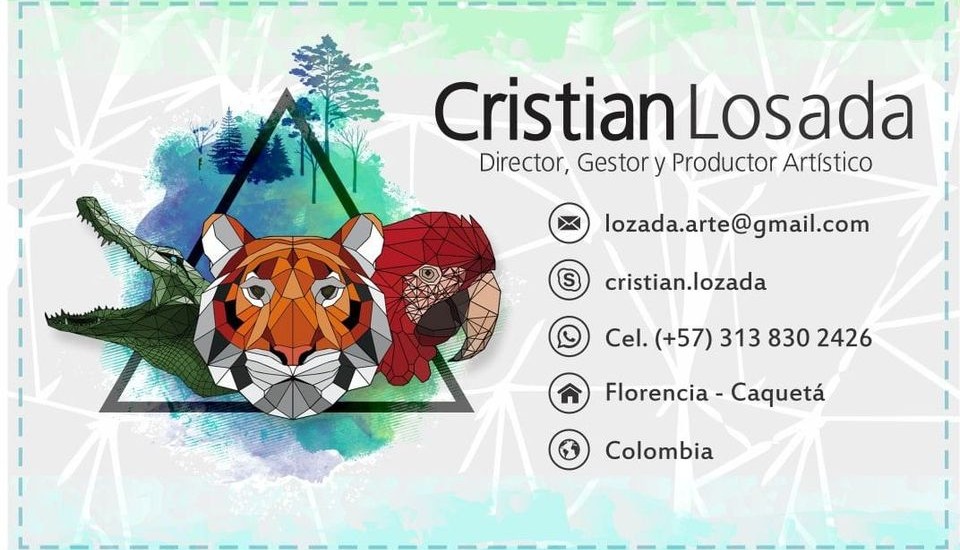 Cristian Losada
Director, Gestor y Productor Artístico
lozada.arte@gmail.com
cristian.lozada
Cel. (+57) 313 830 2426
Florencia - Caquetá
Colombia